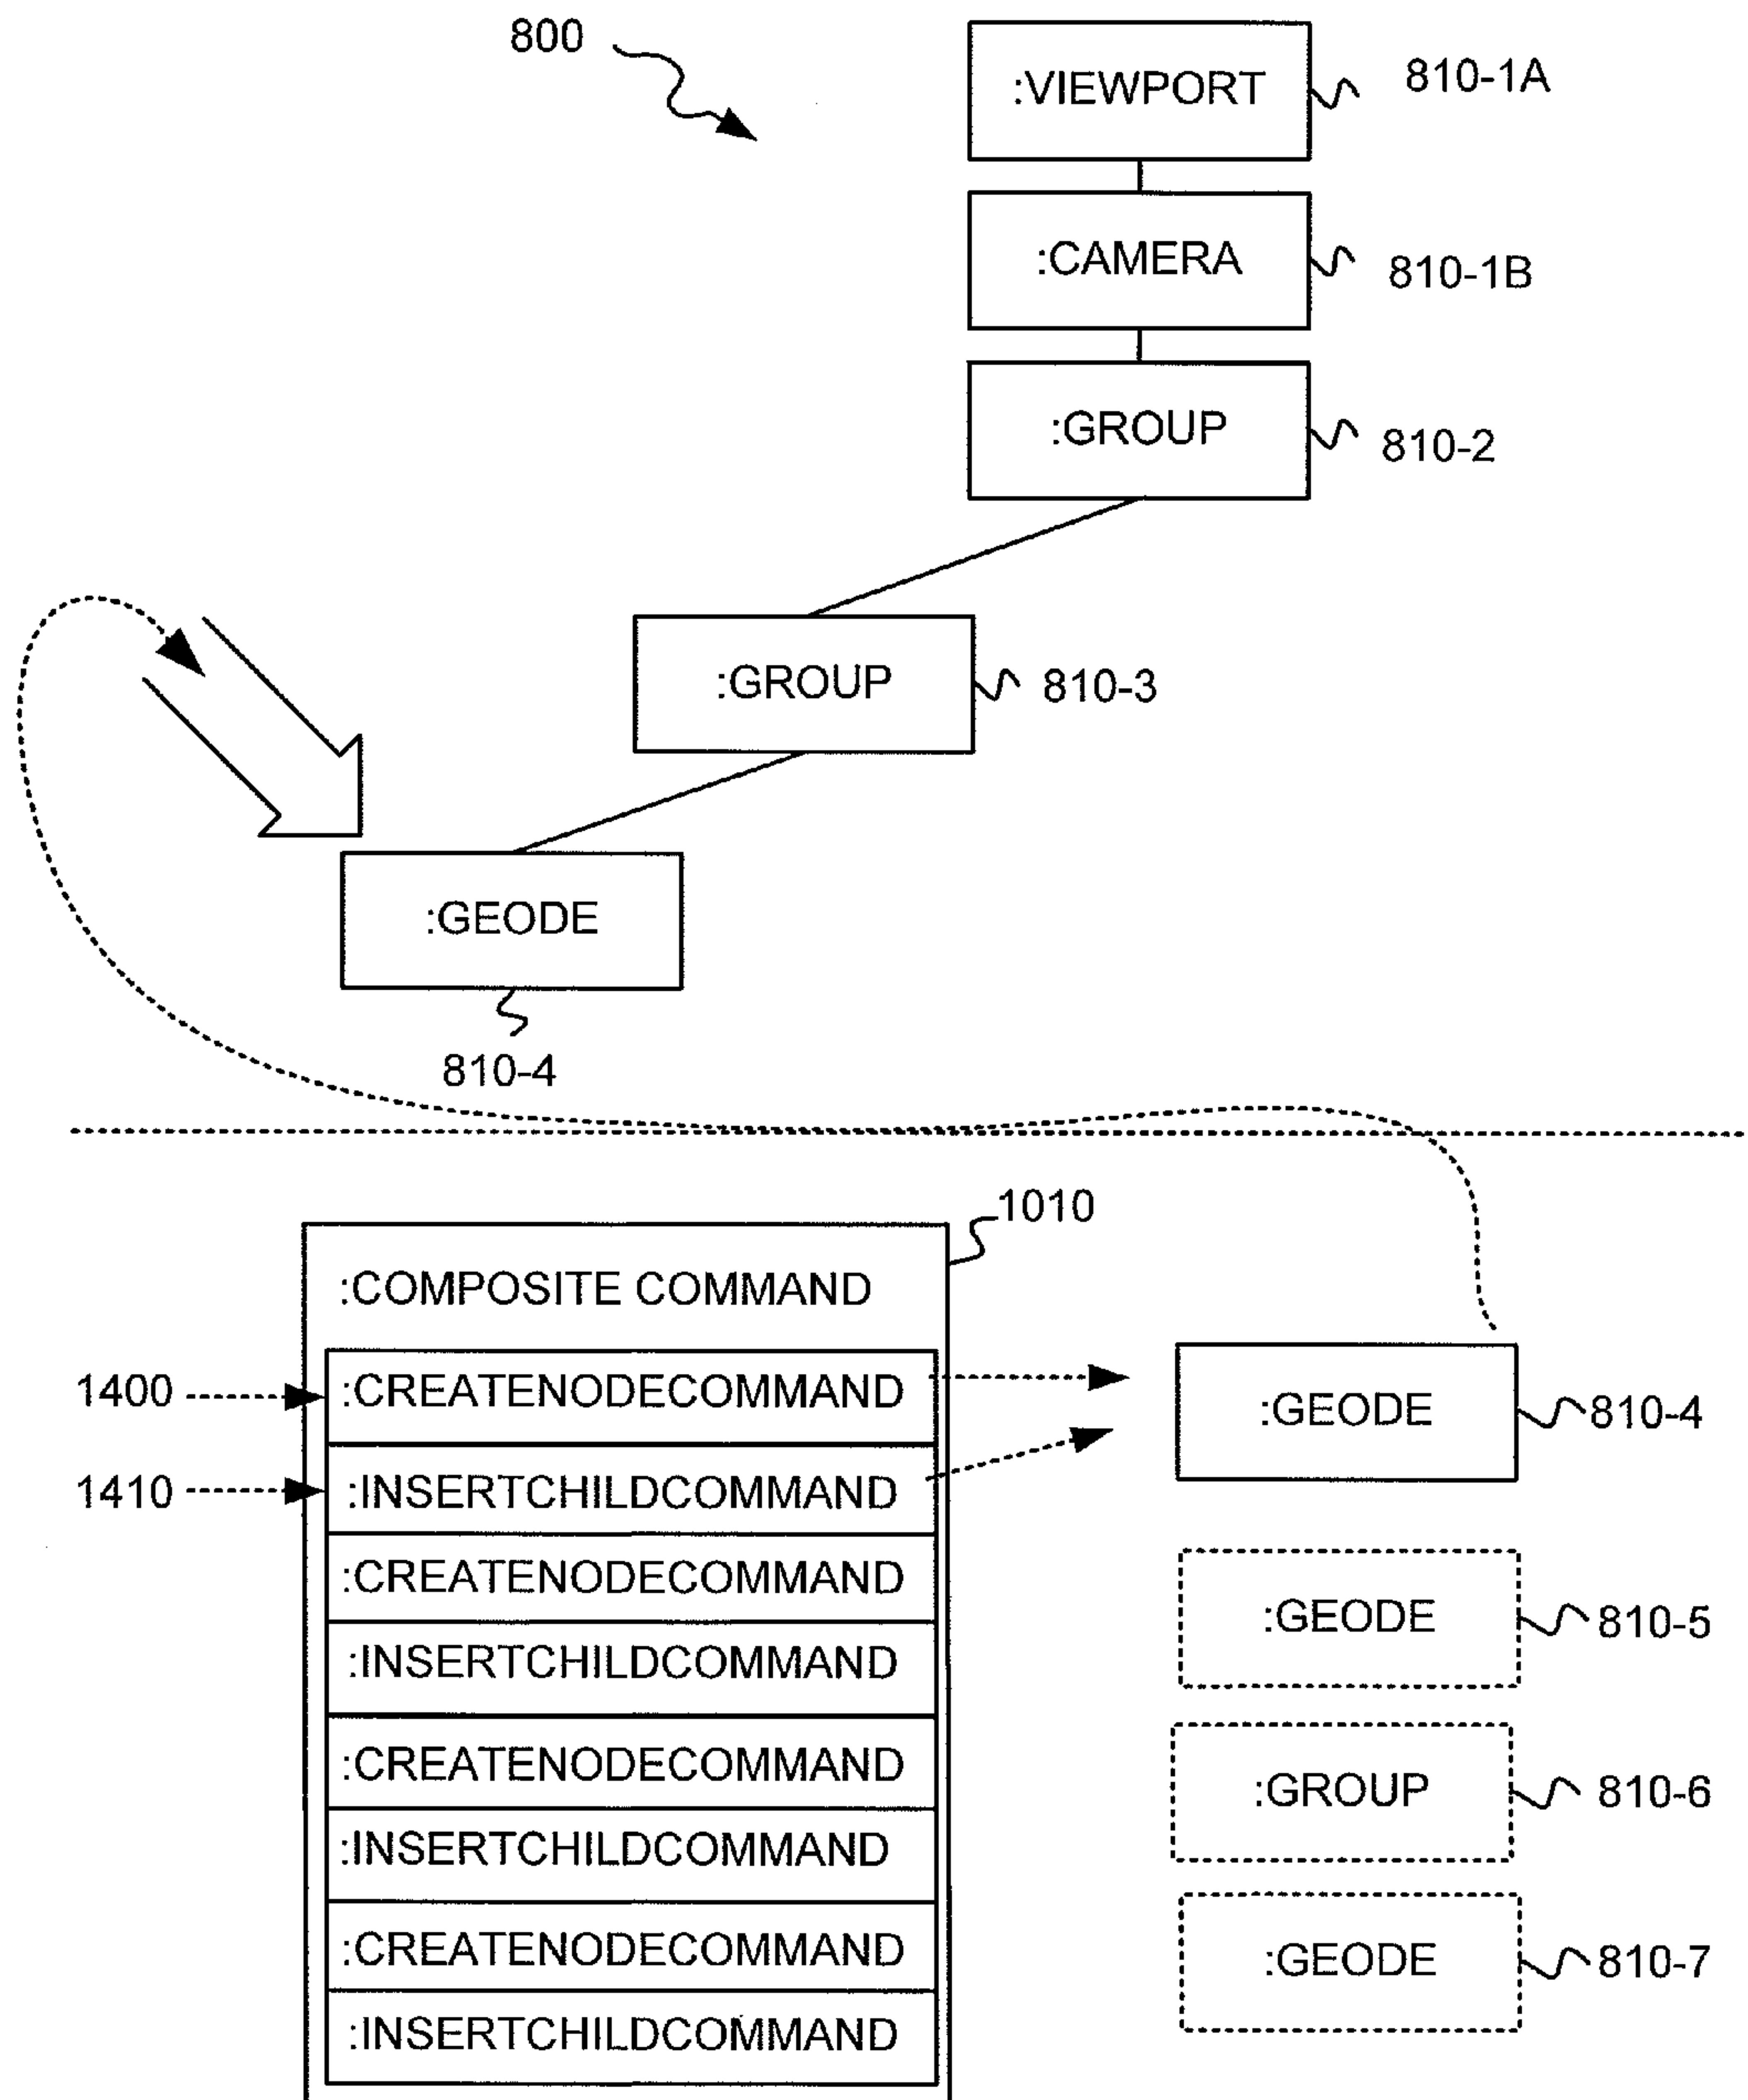 800
:VIEWPORT
810-1A
:CAMERA
810-1B
:GROUP
810-2
:GROUP
810-3
:GEODE
810-4
1010
:COMPOSITE COMMAND
1400
:CREATENODECOMMAND
:GEODE
810-4
1410
:INSERTCHILDCOMMAND
:CREATENODECOMMAND
:GEODE
810-5
:INSERTCHILDCOMMAND
:CREATENODECOMMAND
:GROUP
810-6
:INSERTCHILDCOMMAND
:CREATENODECOMMAND
:GEODE
810-7
:INSERTCHILDCOMMAND